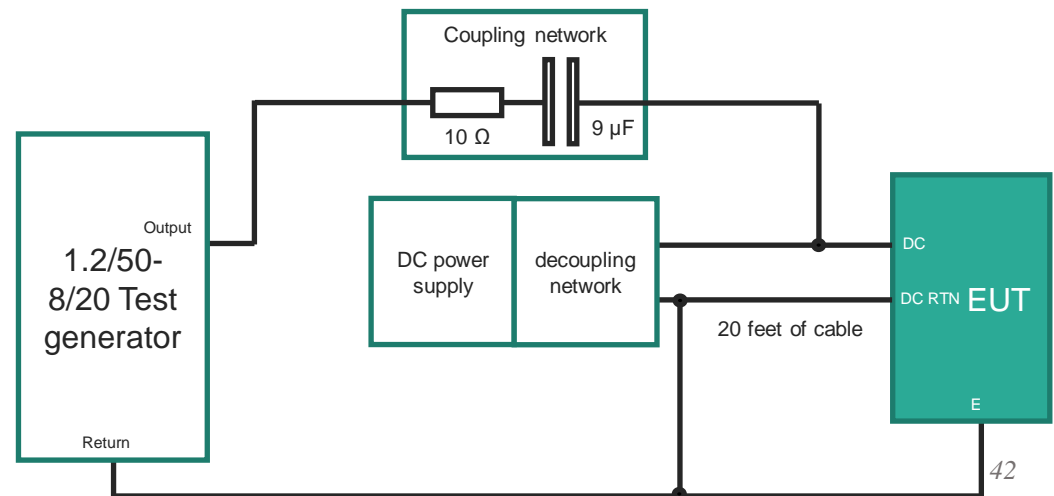 Coupling network
10 Ω
9 µF
Output
1.2/50-
8/20 Test
generator
Return
DC power
supply
decoupling
network
20 feet of cable
DC
DC RTN
EUT
E
42